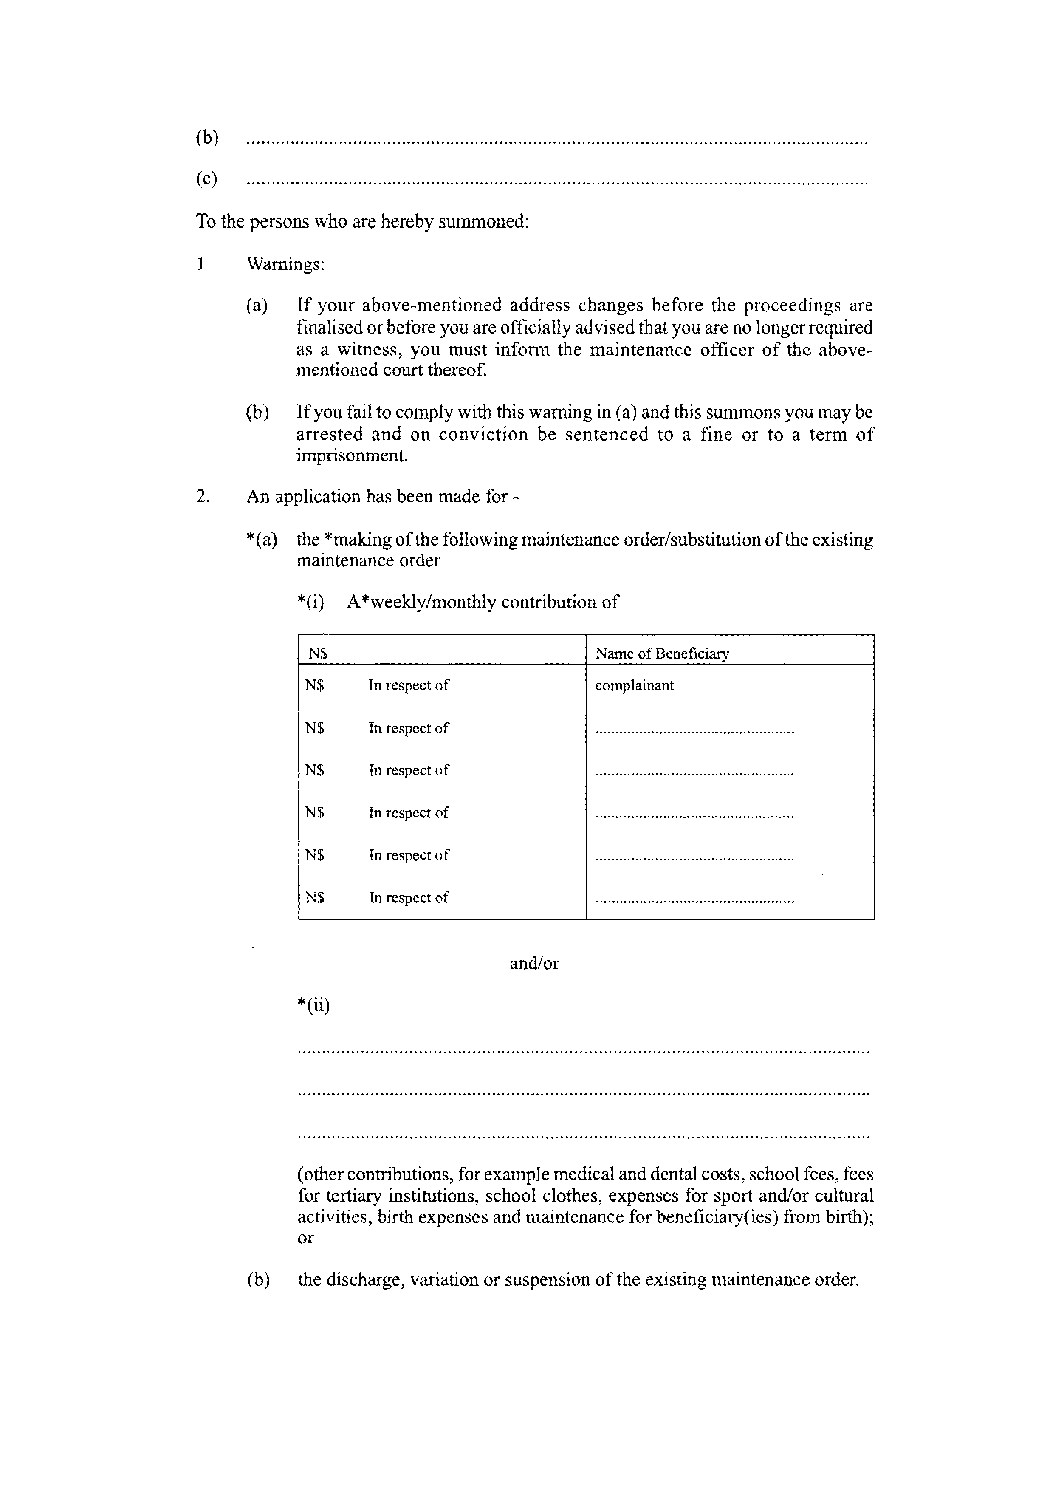 (b) ........................................................................
(c) ........................................................................
To the persons who are hereby summoned:
1 Warnings:
(a) If your above-mentioned address changes before the proceedings are
finalised or before you are officially advised that you are no longer required
as a witness, you must inform the maintenance officer of the above-
mentioned court thereof.
(b) If you fail to comply with this warning in (a) and this summons you may be
arrested and on conviction be sentenced to a fine or to a term of
imprisonment.
2. An application has been made for -
*(a) the *making of the following maintenance order/substitution of the existing
maintenance order
*(i) A*weekly/monthly contribution of
N$ Name of Beneficiary
N$ In respect of complainant
N$ In respect of ................................................
N$ In respect of ................................................
N$ In respect of ................................................
N$ In respect of ................................................
N$ In respect of ................................................
and/or
*(ii)
........................................................................
........................................................................
........................................................................
(other contributions, for example medical and dental costs, school fees, fees
for tertiary institutions, school clothes, expenses for sport and/or cultural
activities, birth expenses and maintenance for beneficiary(ies) from birth);
or
(b) the discharge, variation or suspension of the existing maintenance order.